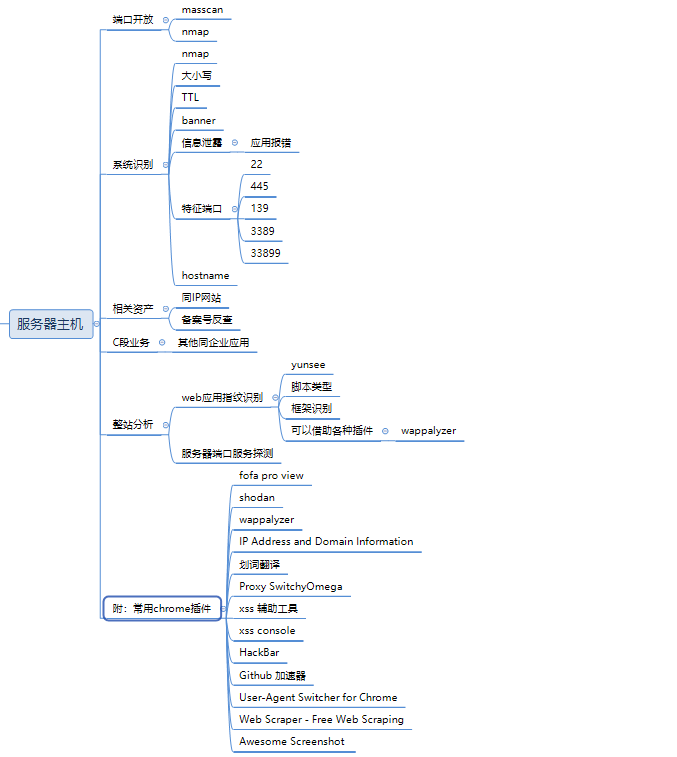 服务器主机
端口开放
masscan
nmap
系统识别
nmap
大小写
TTL
banner
信息泄露
应用报错
特征端口
22
445
139
3389
33899
hostname
相关资产
同IP网站
备案号反查
C段业务
其他同企业应用
整站分析
web应用指纹识别
yunsee
脚本类型
框架识别
可以借助各种插件
wappalyzer
服务器端口服务探测
附：常用chrome插件
fofa pro view
shodan
wappalyzer
IP Address and Domain Information
划词翻译
Proxy SwitchyOmega
xss 辅助工具
xss console
HackBar
Github 加速器
User-Agent Switcher for Chrome
Web Scraper - Free Web Scraping
Awesome Screenshot